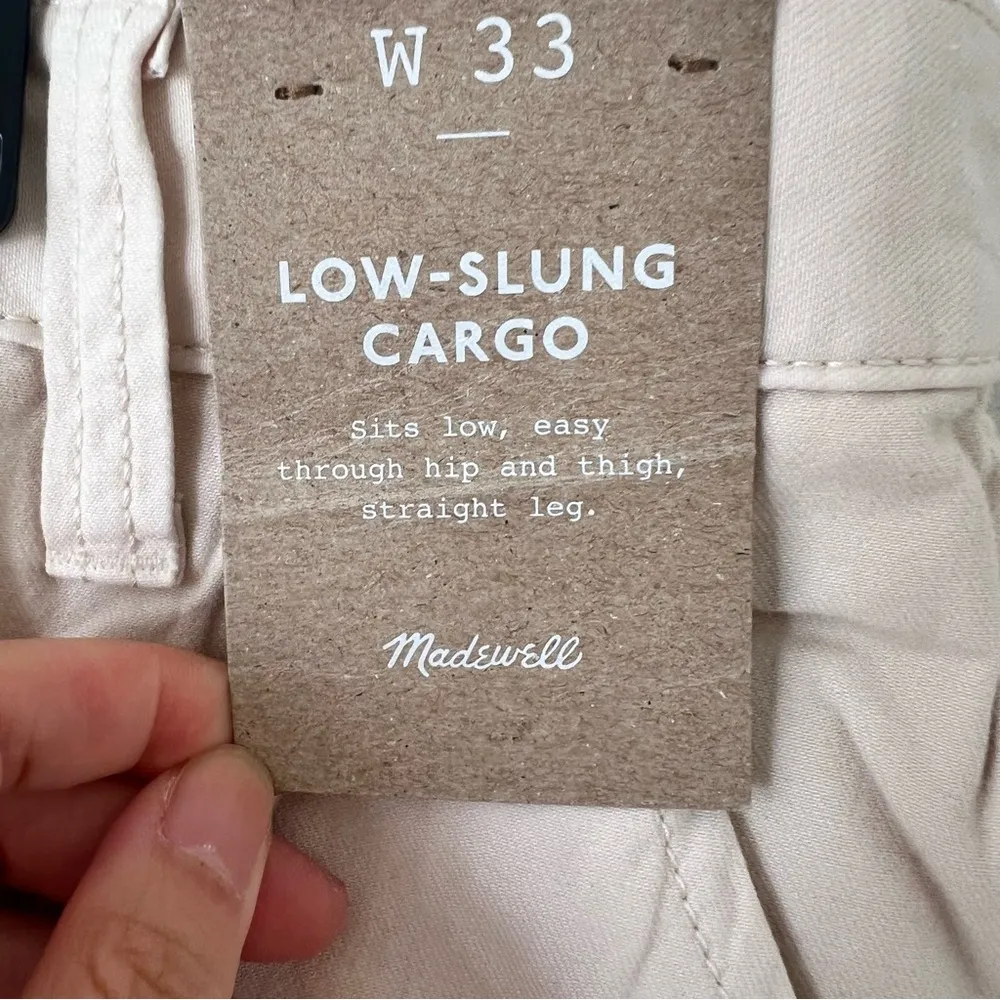 W 33
LOW-SLUNG
CARGO
Sits low, easy
through hip and thigh,
straight leg.
Madewell